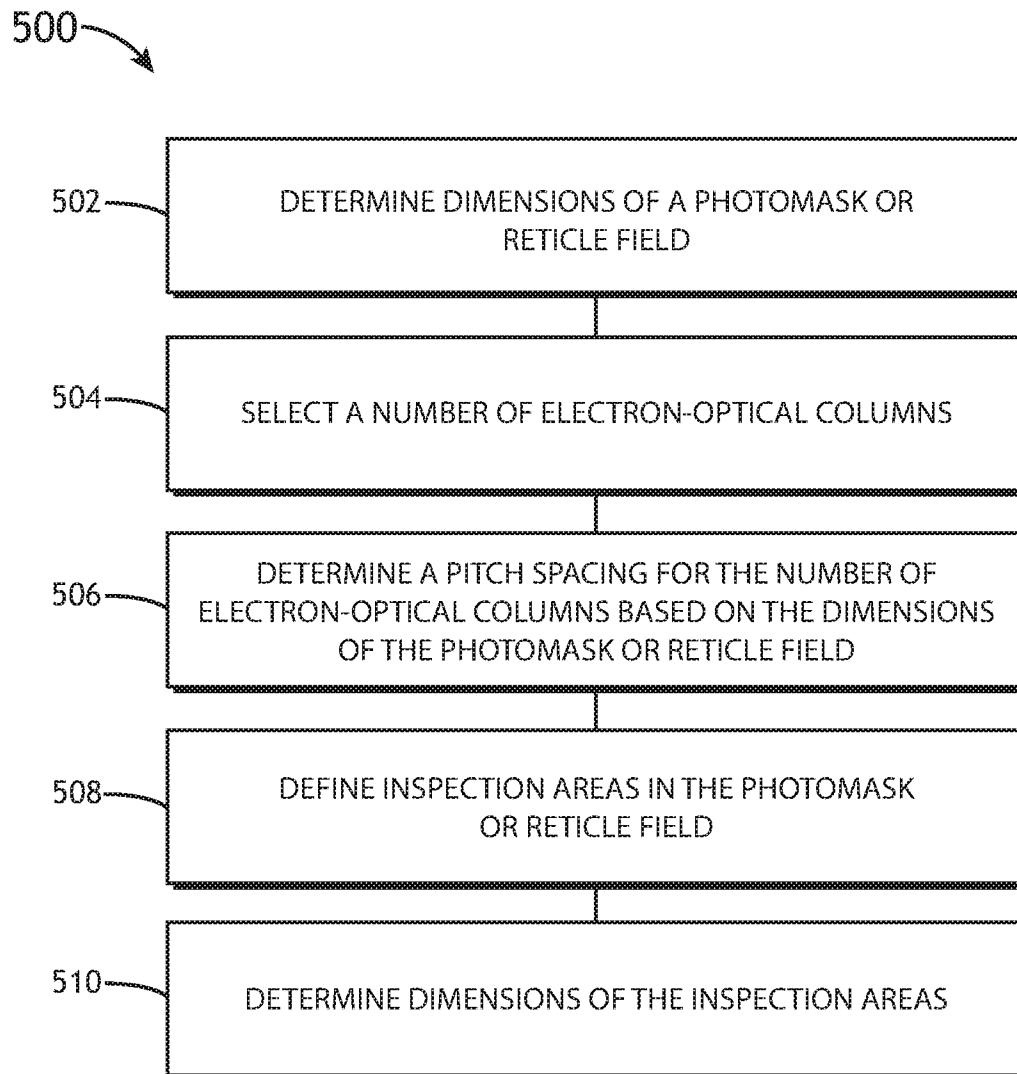 500
502
DETERMINE DIMENSIONS OF A PHOTOMASK OR
RETICLE FIELD
504
SELECT A NUMBER OF ELECTRON-OPTICAL COLUMNS
506
DETERMINE A PITCH SPACING FOR THE NUMBER OF
ELECTRON-OPTICAL COLUMNS BASED ON THE DIMENSIONS
OF THE PHOTOMASK OR RETICLE FIELD
508
DEFINE INSPECTION AREAS IN THE PHOTOMASK
OR RETICLE FIELD
510
DETERMINE DIMENSIONS OF THE INSPECTION AREAS